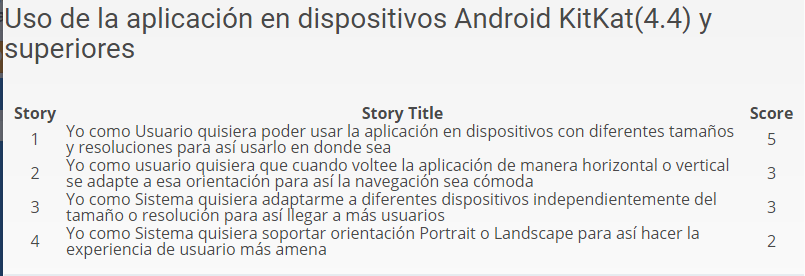 Uso de la aplicación en dispositivos Android KitKat(4.4) y
superiores
Story Story Title Score
1 Yo como Usuario quisiera poder usar la aplicación en dispositivos con diferentes tamaños
y resoluciones para así usarlo en donde sea 5
2 Yo como usuario quisiera que cuando voltee la aplicación de manera horizontal o vertical
se adapte a esa orientación para así la navegación sea cómoda 3
3 Yo como Sistema quisiera adaptarme a diferentes dispositivos independientemente del
tamaño o resolución para así llegar a más usuarios 3
4 Yo como Sistema quisiera soportar orientación Portrait o Landscape para así hacer la
experiencia de usuario más amena 2